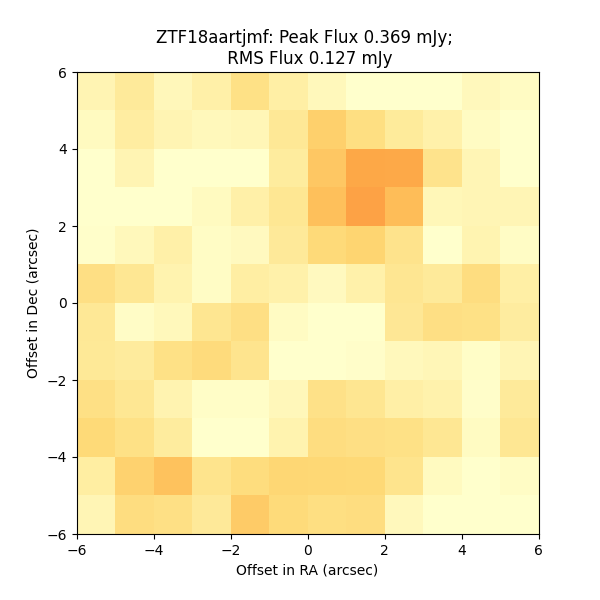 ZTF18aartjmf: Peak Flux 0.369 mJy;
RMS Flux 0.127 mJy
6
4
2
0
−2
−4
−6
Offset in Dec (arcsec)
−6 −4 −2 0 2 4 6
Offset in RA (arcsec)